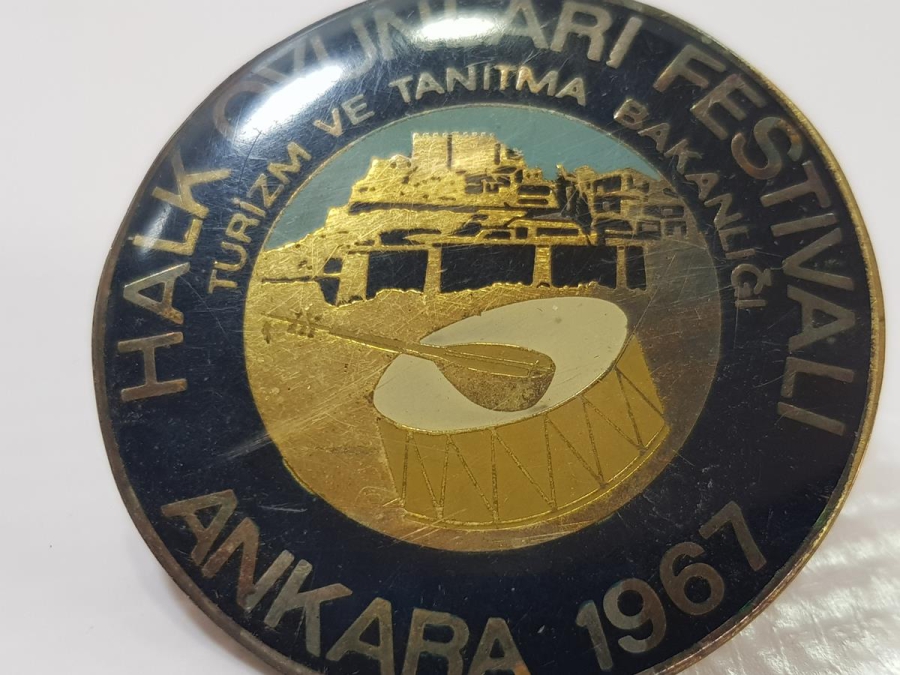 HALK OYUNLARI FESTİVALİ
TURİZM VE TANITMA BAKANLIĞI
ANKARA 1967